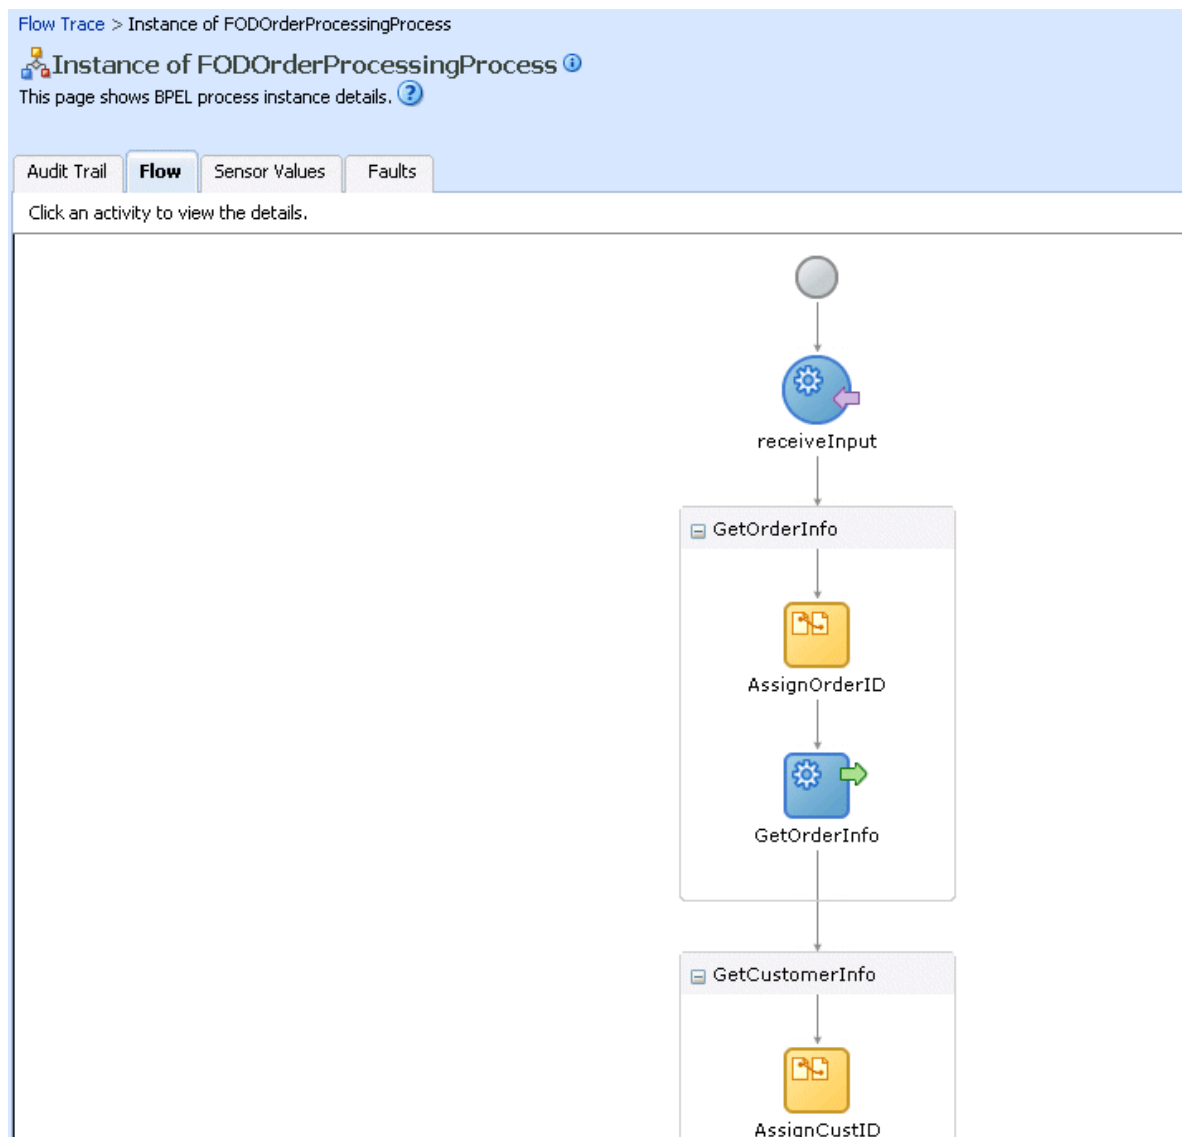 Flow Trace > Instance of FODOrderProcessingProcess
Instance of FODOrderProcessingProcess
This page shows BPEL process instance details.
Audit Trail Flow Sensor Values Faults
Click an activity to view the details.
receiveInput
GetOrderInfo
AssignOrderID
GetOrderInfo
GetCustomerInfo
AssignCustID